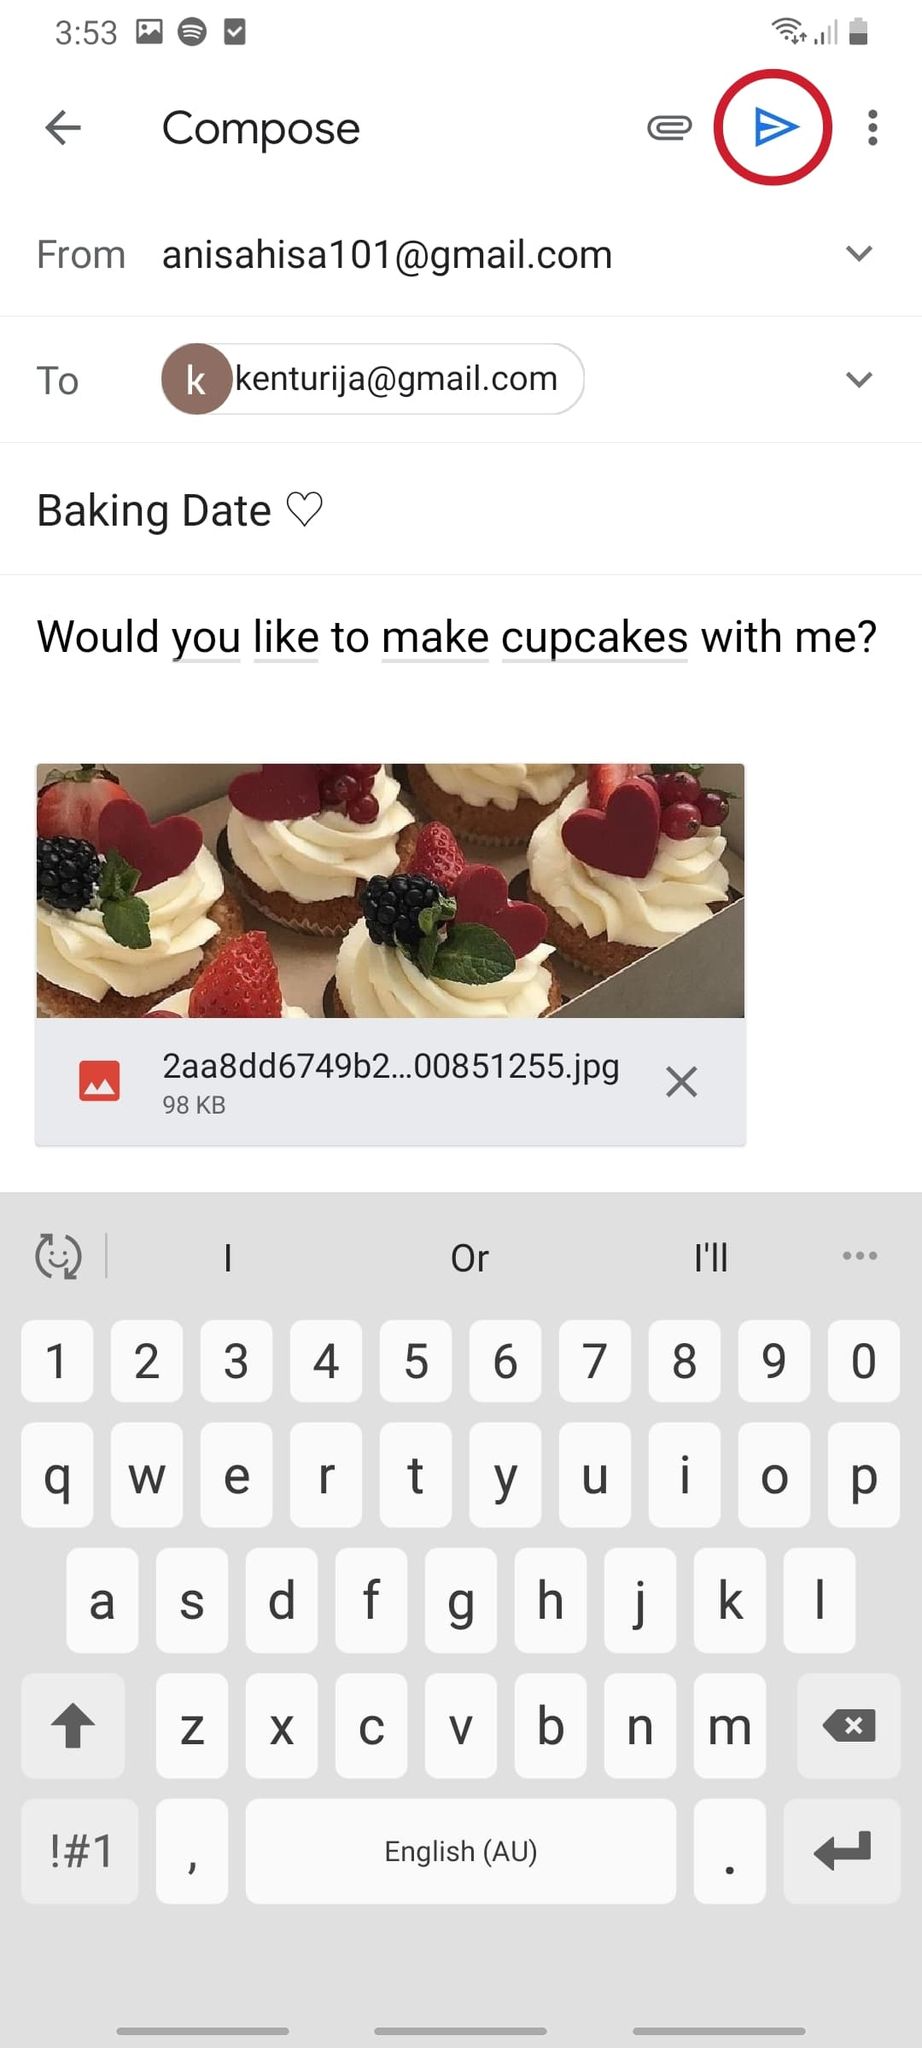 3:53
Compose
From anisahisa101@gmail.com
To k kenturija@gmail.com
Baking Date ♡
Would you like to make cupcakes with me?
2aa8dd6749b2...00851255.jpg
98 KB
I Or I'll
1 2 3 4 5 6 7 8 9 0
q w e r t y u i o p
a s d f g h j k l
z x c v b n m
!#1 , English (AU) .